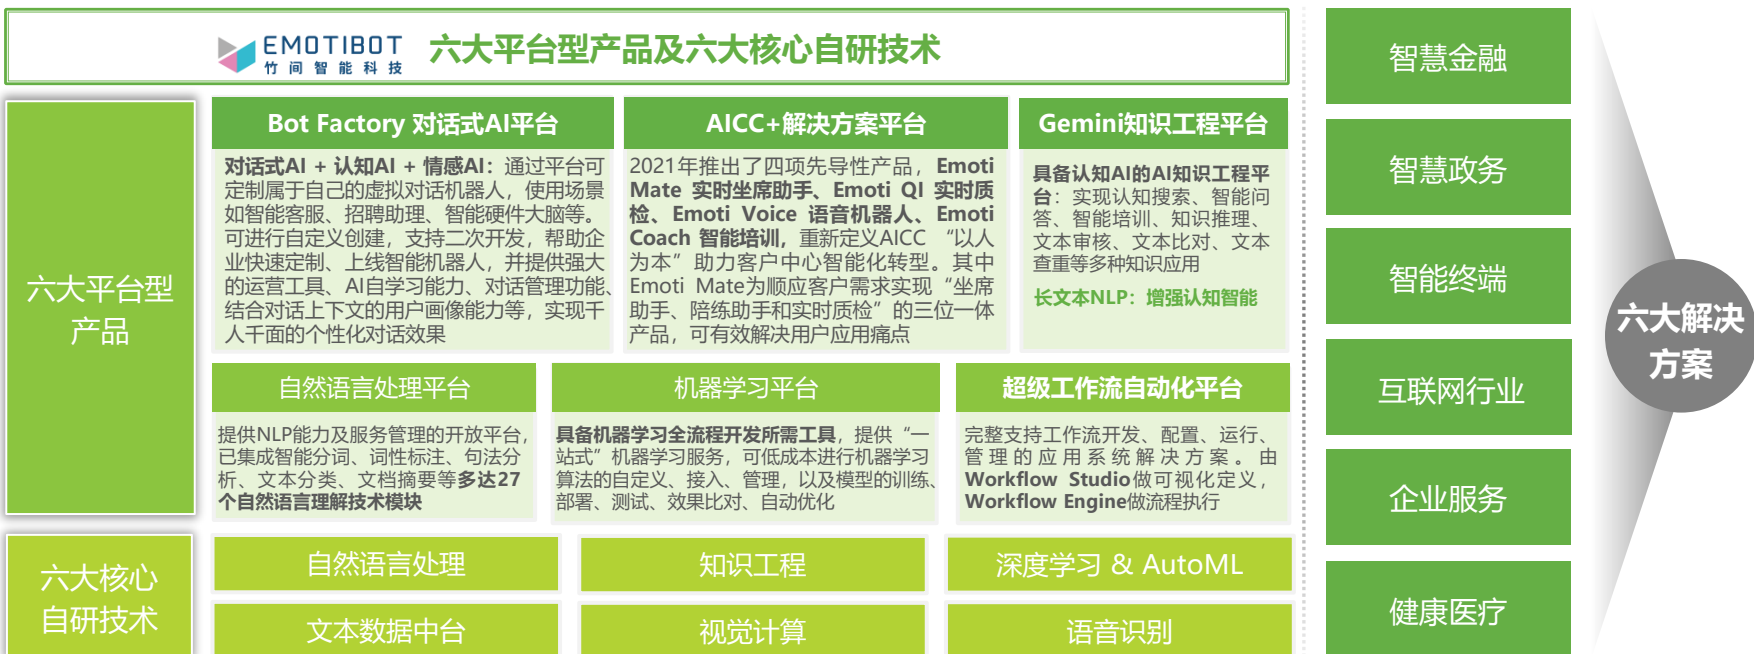 EMOTIBOT
竹间智能科技
六大平台型产品及六大核心自研技术
六大平台型
产品
Bot Factory 对话式AI平台
对话式AI + 认知AI + 情感AI：通过平台可
定制属于自己的虚拟对话机器人，使用场景
如智能客服、招聘助理、智能硬件大脑等。
可进行自定义创建，支持二次开发，帮助企
业快速定制、上线智能机器人，并提供强大
的运营工具、AI自学习能力、对话管理功能、
结合对话上下文的用户画像能力等，实现千
人千面的个性化对话效果
AICC+解决方案平台
2021年推出了四项先导性产品，Emoti
Mate 实时坐席助手、Emoti QI 实时质
检、Emoti Voice 语音机器人、Emoti
Coach 智能培训，重新定义AICC “以人
为本”助力客户中心智能化转型。其中
Emoti Mate为顺应客户需求实现“坐席
助手、陪练助手和实时质检”的三位一体
产品，可有效解决用户应用痛点
Gemini知识工程平台
具备认知AI的AI知识工程平
台：实现认知搜索、智能问
答、智能培训、知识推理、
文本审核、文本比对、文本
查重等多种知识应用
长文本NLP：增强认知智能
自然语言处理平台
提供NLP能力及服务管理的开放平台，
已集成智能分词、词性标注、句法分
析、文本分类、文档摘要等多达27
个自然语言理解技术模块
机器学习平台
具备机器学习全流程开发所需工具，提供“一
站式”机器学习服务，可低成本进行机器学习
算法的自定义、接入、管理，以及模型的训练、
部署、测试、效果比对、自动优化
超级工作流自动化平台
完整支持工作流开发、配置、运行、
管理的应用系统解决方案。由
Workflow Studio做可视化定义，
Workflow Engine做流程执行
六大核心
自研技术
自然语言处理
知识工程
深度学习 & AutoML
文本数据中台
视觉计算
语音识别
智慧金融
智慧政务
智能终端
互联网行业
企业服务
健康医疗
六大解决
方案